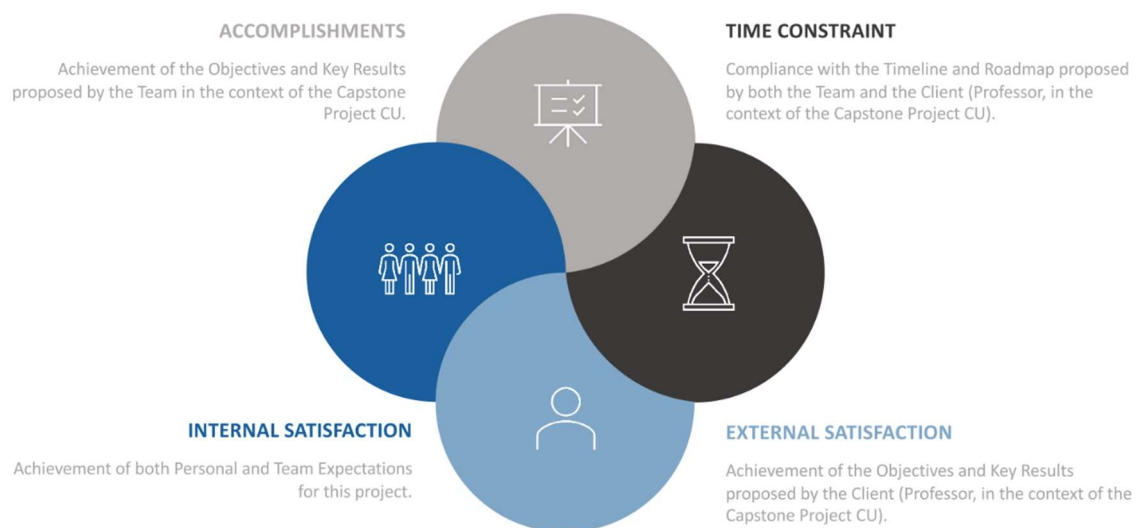 ACCOMPLISHMENTS
Achievement of the Objectives and Key Results
proposed by the Team in the context of the Capstone
Project CU.
TIME CONSTRAINT
Compliance with the Timeline and Roadmap proposed
by both the Team and the Client (Professor, in the
context of the Capstone Project CU).
INTERNAL SATISFACTION
Achievement of both Personal and Team Expectations
for this project.
EXTERNAL SATISFACTION
Achievement of the Objectives and Key Results
proposed by the Client (Professor, in the context of the
Capstone Project CU).